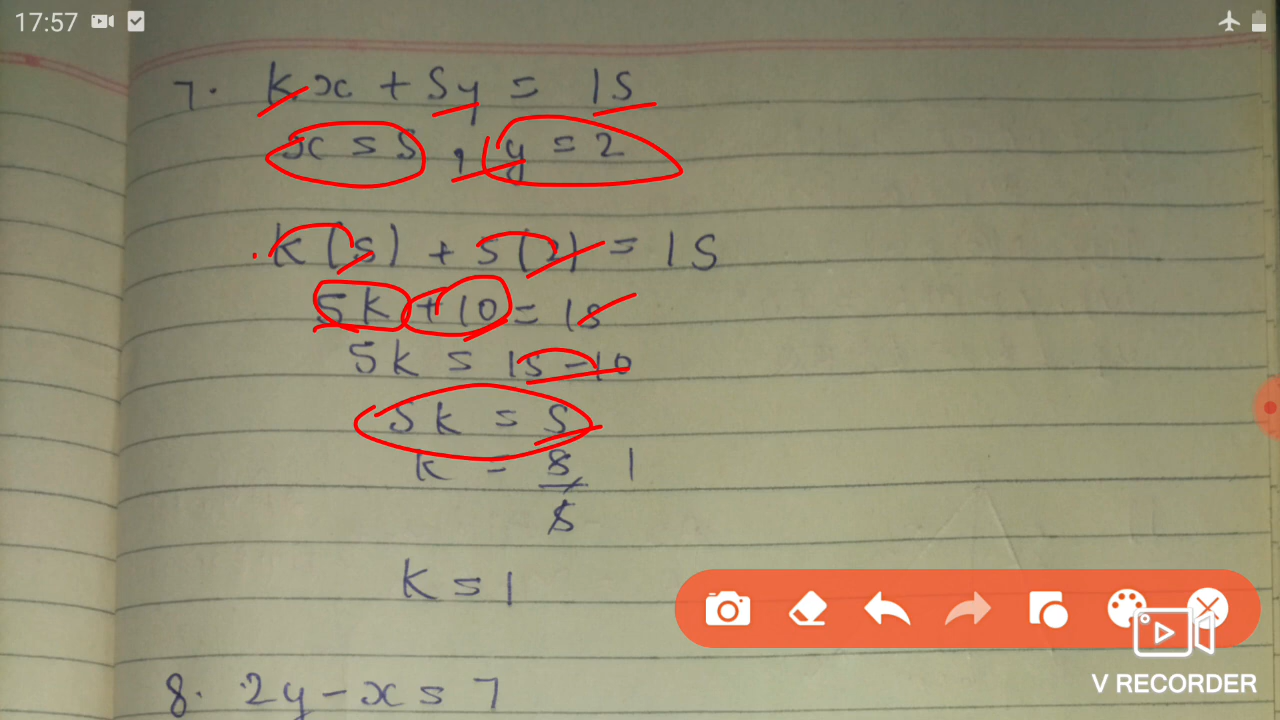 17:57
7. kx + 5y = 15
x = 5, y = 2
k(5) + 5(2) = 15
5k + 10 = 15
5k = 15 - 10
5k = 5
k = 5/5 1
k = 1
8. 2y - x = 7
V RECORDER